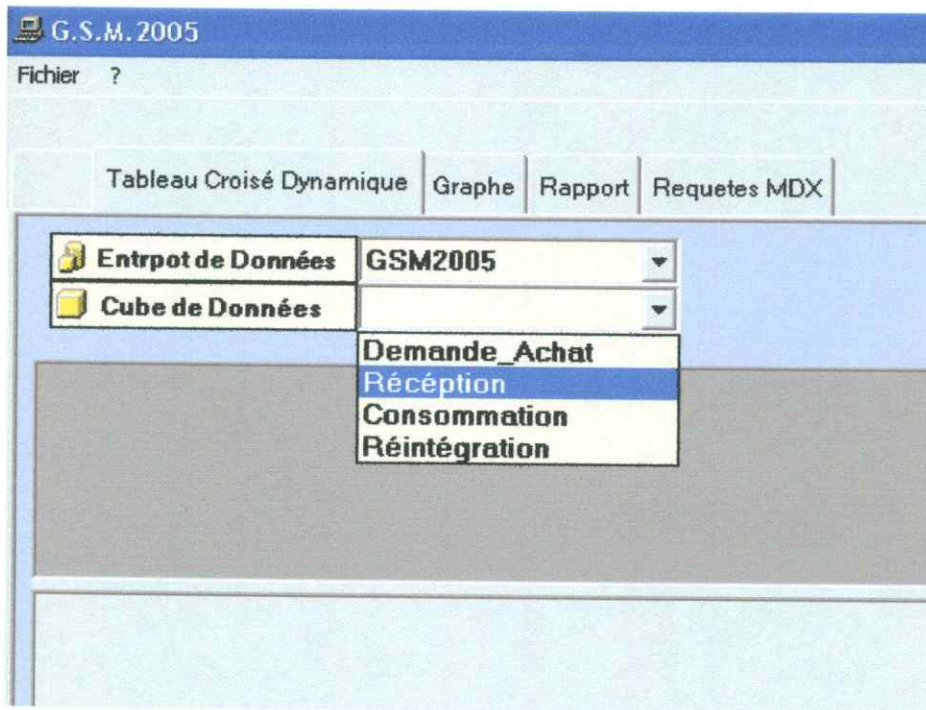 G.S.M.2005
Fichier ?
Tableau Croisé Dynamique Graphe Rapport Requetes MDX
Entrpot de Données GSM2005
Cube de Données
Demande_Achat
Récéption
Consommation
Réintégration